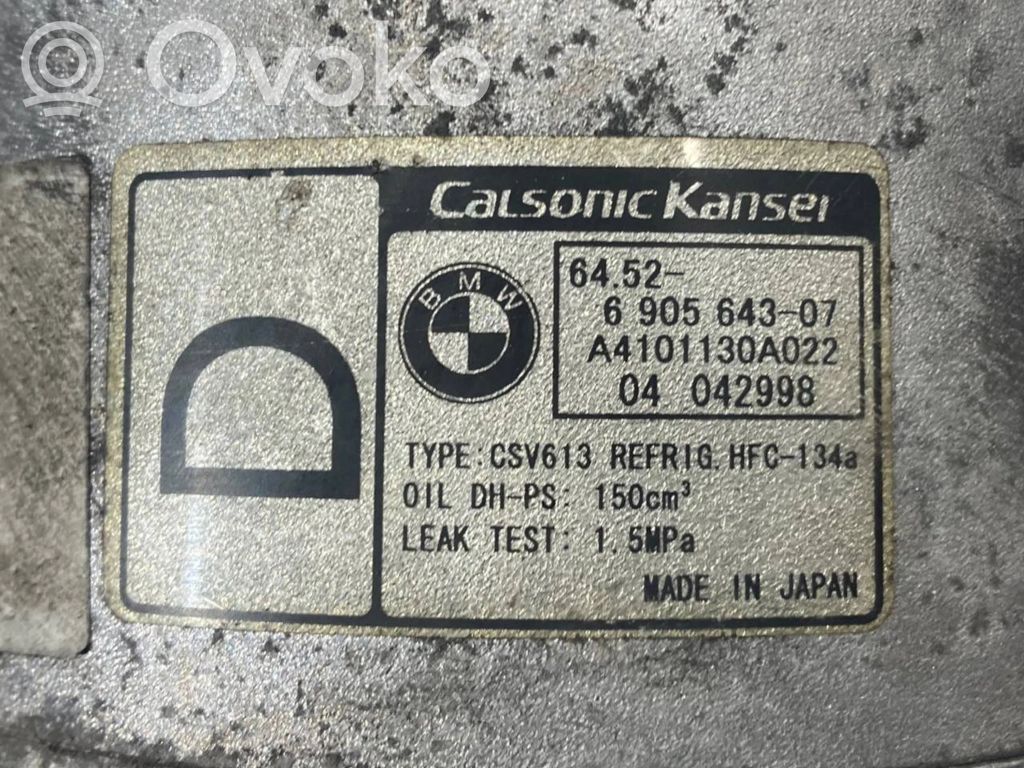 Ovoko
D
Calsonic Kansei
BMW
64.52-
6 905 643-07
A4101130A022
04 042998
TYPE:CSV613 REFRIG.HFC-134a
OIL DH-PS: 150cm³
LEAK TEST: 1.5MPa
MADE IN JAPAN